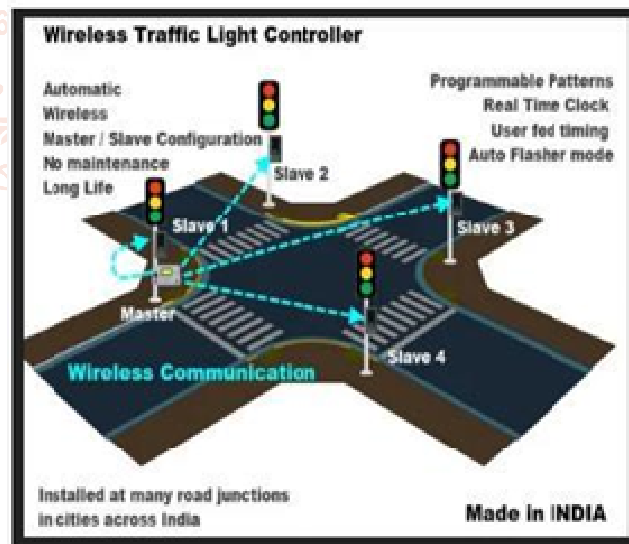 Wireless Traffic Light Controller
Automatic
Wireless
Master / Slave Configuration
No maintenance
Long Life
Programmable Patterns
Real Time Clock
User fed timing
Auto Flasher mode
Slave 2
Slave 1
Slave 3
Master
Slave 4
Wireless Communication
Installed at many road junctions
in cities across India
Made in INDIA